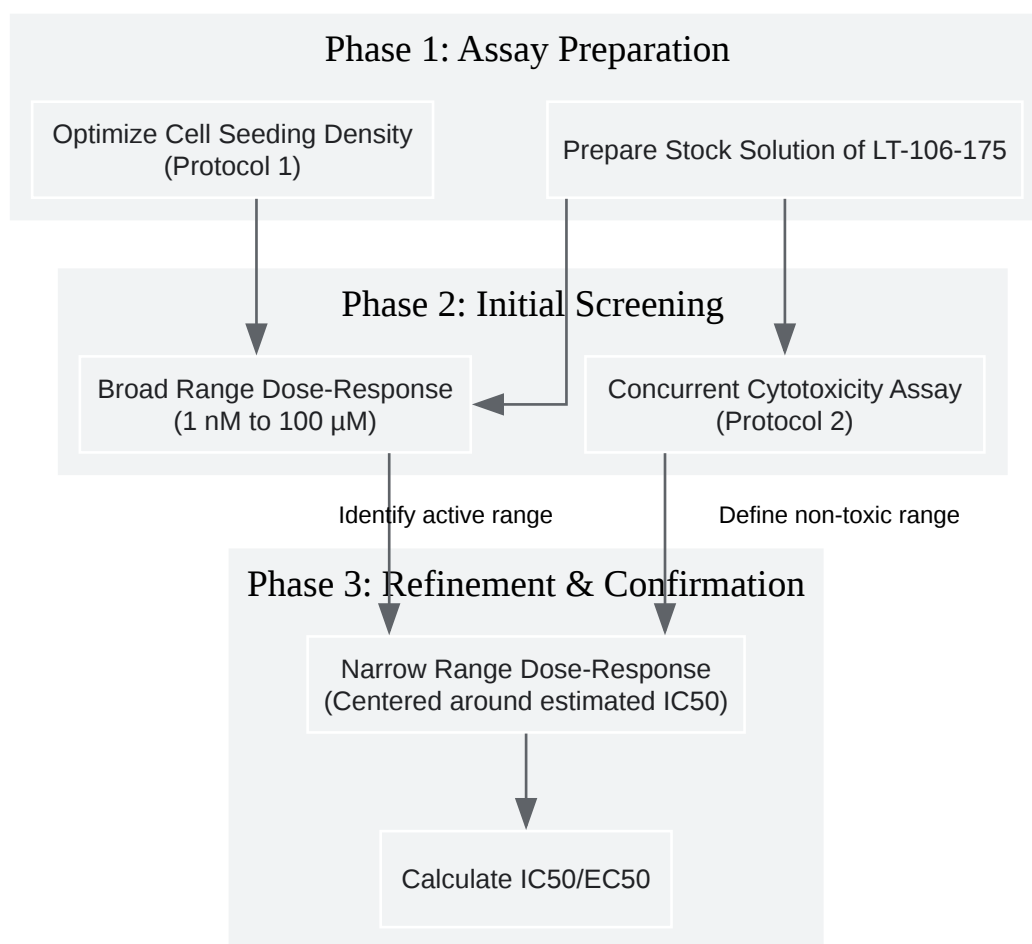 Phase 1: Assay Preparation
Optimize Cell Seeding Density
(Protocol 1)
Prepare Stock Solution of LT-106-175
Phase 2: Initial Screening
Broad Range Dose-Response
(1 nM to 100 µM)
Concurrent Cytotoxicity Assay
(Protocol 2)
Identify active range
Define non-toxic range
Phase 3: Refinement & Confirmation
Narrow Range Dose-Response
(Centered around estimated IC50)
Calculate IC50/EC50